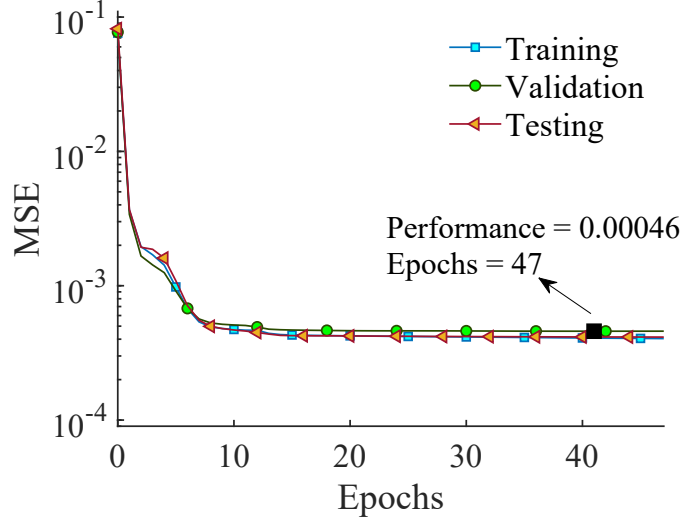 10^-1
10^-2
10^-3
10^-4
MSE
Training
Validation
Testing
Performance = 0.00046
Epochs = 47
0
10
20
30
40
Epochs